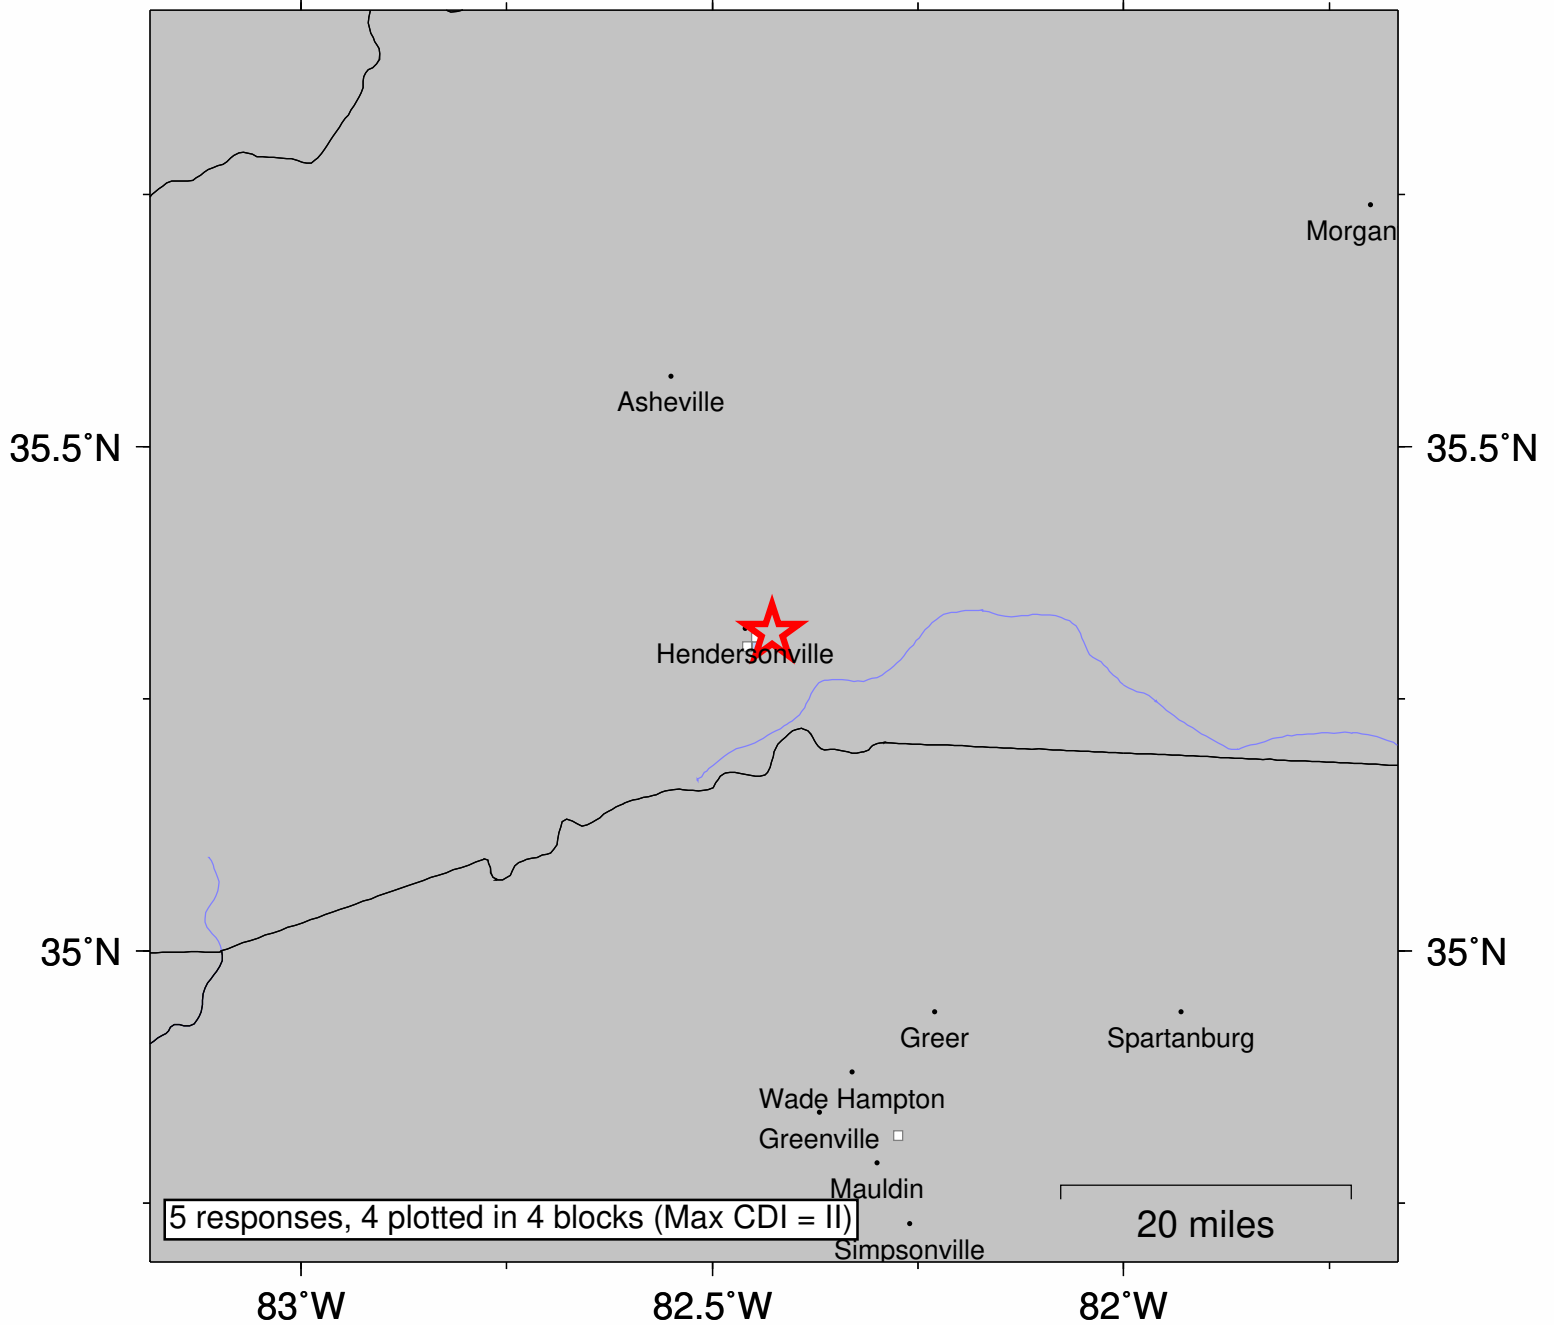 Morgan
Asheville
35.5°N
35.5°N
Hendersonville
35°N
35°N
Greer
Spartanburg
Wade Hampton
Greenville
Mauldin
5 responses, 4 plotted in 4 blocks (Max CDI = II)
20 miles
Simpsonville
83°W
82.5°W
82°W